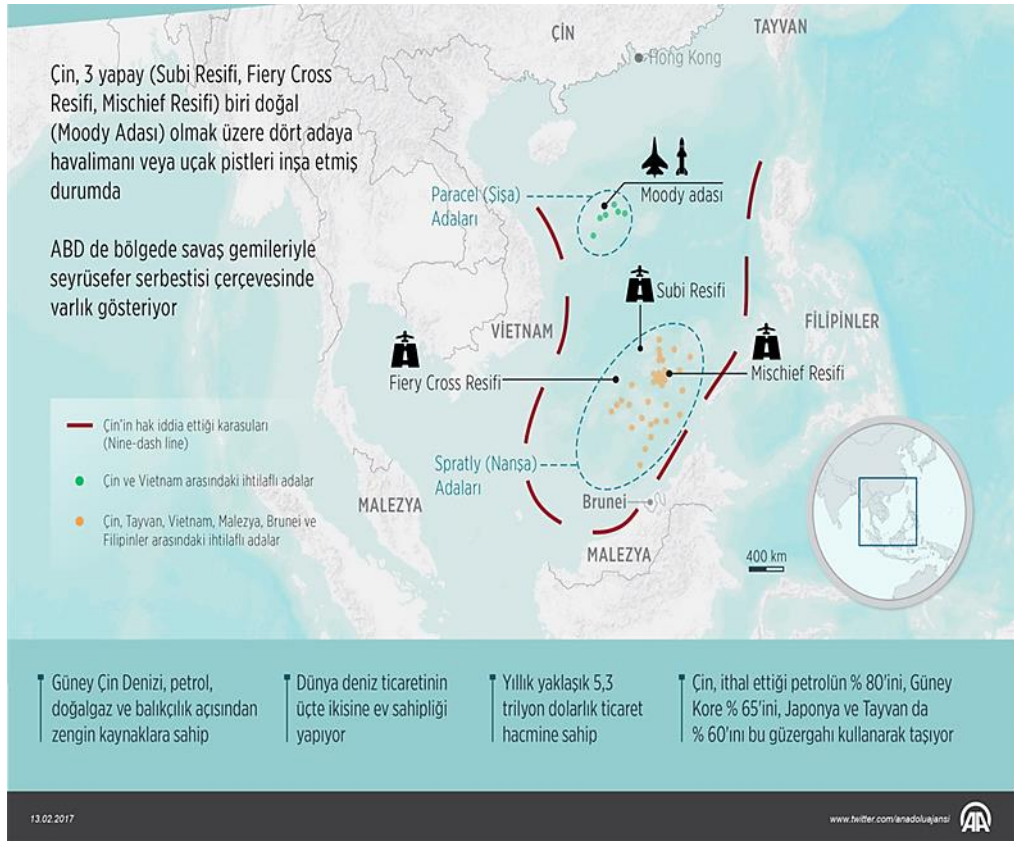 ÇİN
TAYVAN
Hong Kong
Çin, 3 yapay (Subi Resifi, Fiery Cross
Resifi, Mischief Resifi) biri doğal
(Moody Adası) olmak üzere dört adaya
havalimanı veya uçak pistleri inşa etmiş
durumda
ABD de bölgede savaş gemileriyle
seyrüsefer serbestisi çerçevesinde
varlık gösteriyor
Paracel (Şişa)
Adaları
Moody adası
Subi Resifi
VİETNAM
FİLİPİNLER
Fiery Cross Resifi
Mischief Resifi
Çin'in hak iddia ettiği karasuları
(Nine-dash line)
Çin ve Vietnam arasındaki ihtilaflı adalar
Çin, Tayvan, Vietnam, Malezya, Brunei ve
Filipinler arasındaki ihtilaflı adalar
Spratly (Nanşa)
Adaları
MALEZYA
Brunei
MALEZYA
400 km
Güney Çin Denizi, petrol,
doğalgaz ve balıkçılık açısından
zengin kaynaklara sahip
Dünya deniz ticaretinin
üçte ikisine ev sahipliği
yapıyor
Yıllık yaklaşık 5,3
trilyon dolarlık ticaret
hacmine sahip
Çin, ithal ettiği petrolün % 80'ini, Güney
Kore % 65'ini, Japonya ve Tayvan da
% 60'ını bu güzergahı kullanarak taşıyor
13.02.2017
www.twitter.com/anadoluajansi
AA